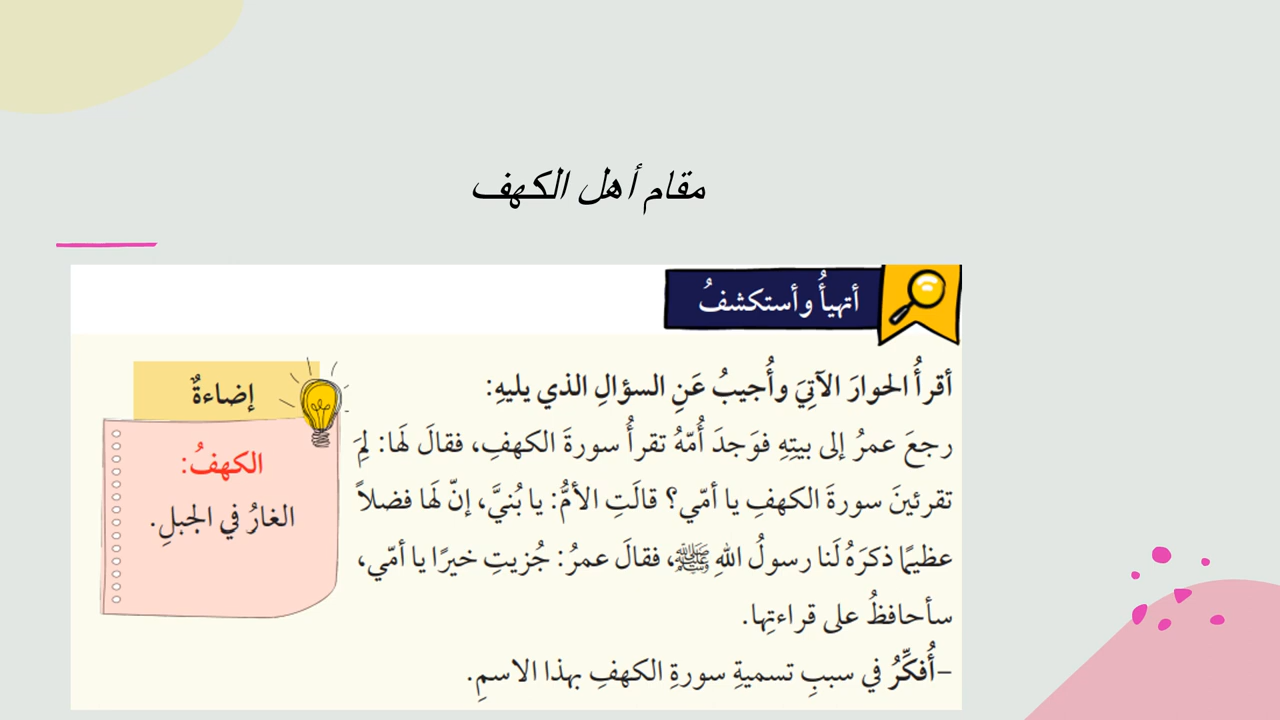 مقام أهل الكهف
أتهيأُ وأستكشفُ
أقرأُ الحوارَ الآتِيَ وأُجيبُ عَنِ السؤالِ الذي يليهِ:
رجعَ عمرُ إلى بيتِهِ فوَجدَ أُمّهُ تقرأُ سورةَ الكهفِ، فقالَ لَها: لِمَ
تقرئينَ سورةَ الكهفِ يا أمّي؟ قالَتِ الأمُّ: يا بُنيَّ، إنّ لَها فضلاً
عظيمًا ذكرَهُ لَنا رسولُ اللهِ ﷺ، فقالَ عمرُ: جُزيتِ خيرًا يا أمّي،
سأحافظُ على قراءتِها.
–أُفكِّرُ في سببِ تسميةِ سورةِ الكهفِ بهذا الاسمِ.
إضاءةٌ
الكهفُ:
الغارُ في الجبلِ.